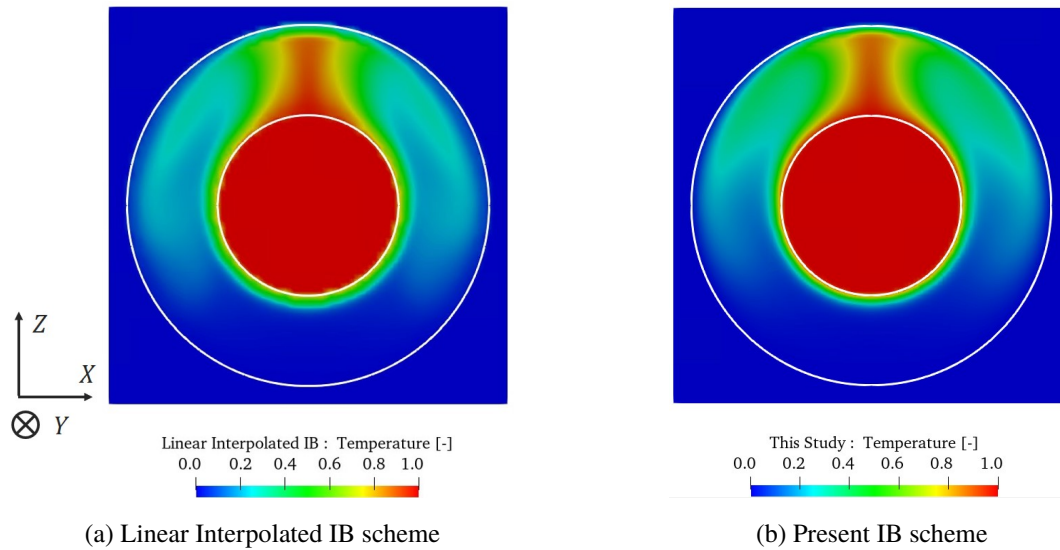 Z
X
Y
Linear Interpolated IB : Temperature [-]
0.0 0.2 0.4 0.6 0.8 1.0
(a) Linear Interpolated IB scheme
This Study : Temperature [-]
0.0 0.2 0.4 0.6 0.8 1.0
(b) Present IB scheme